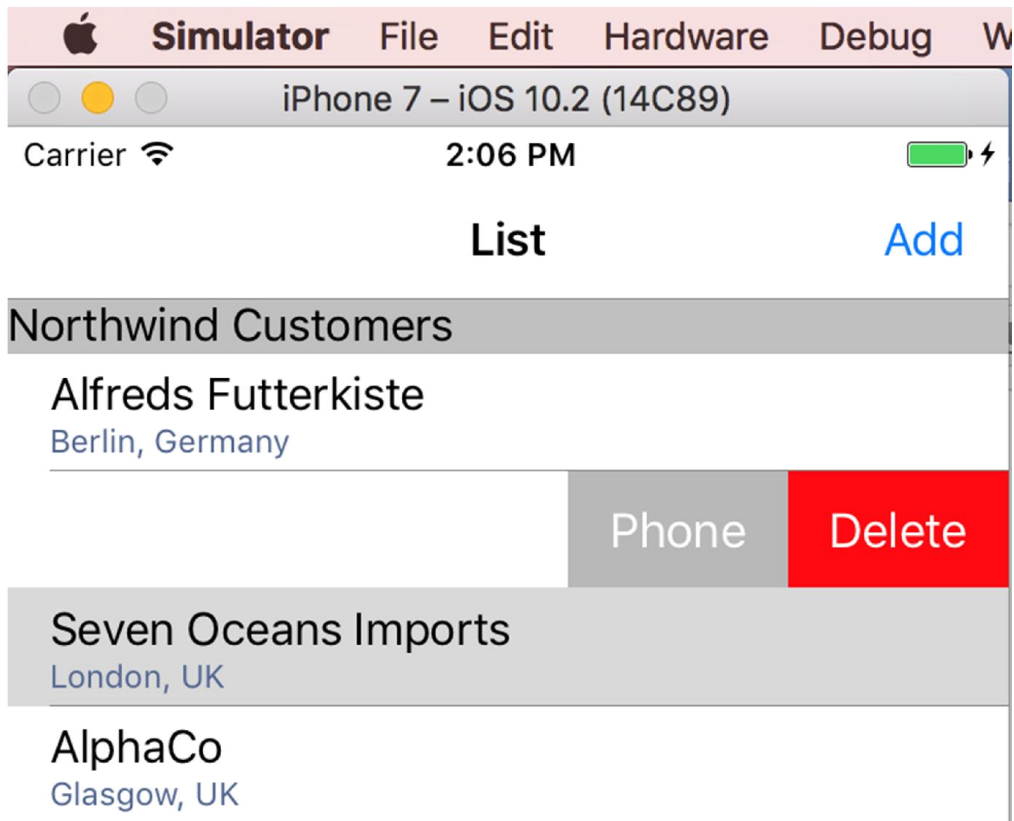 Simulator File Edit Hardware Debug
iPhone 7 – iOS 10.2 (14C89)
Carrier 2:06 PM
List Add
Northwind Customers
Alfreds Futterkiste
Berlin, Germany
Phone Delete
Seven Oceans Imports
London, UK
AlphaCo
Glasgow, UK